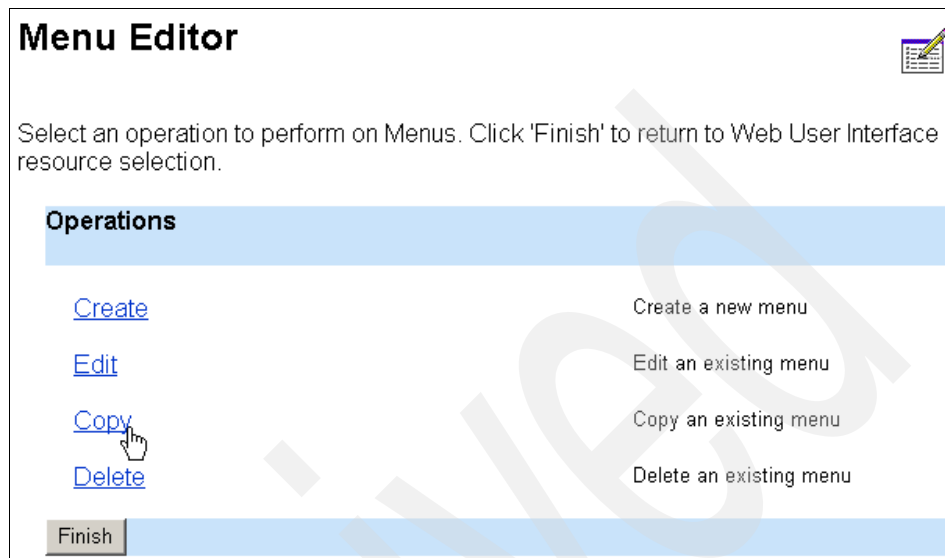 Menu Editor
Select an operation to perform on Menus. Click 'Finish' to return to Web User Interface
resource selection.
Operations
Create Create a new menu
Edit Edit an existing menu
Copy Copy an existing menu
Delete Delete an existing menu
Finish